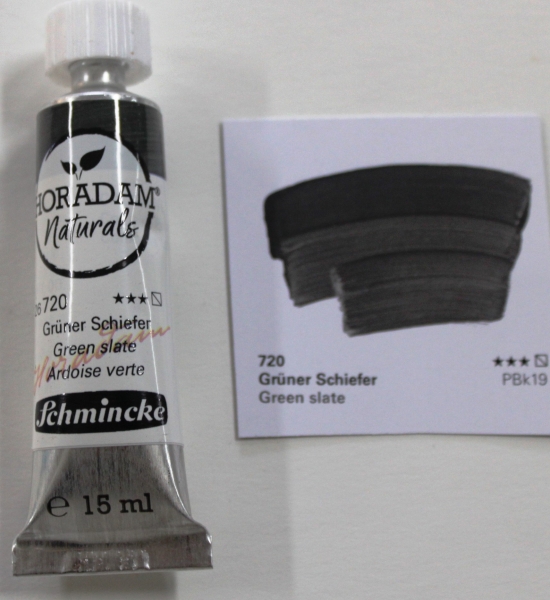 HORADAM®
Naturals
720
★★★
Grüner Schiefer
Green slate
Ardoise verte
Schmincke
℮ 15 ml
720 ★★★
Grüner Schiefer PBk19
Green slate